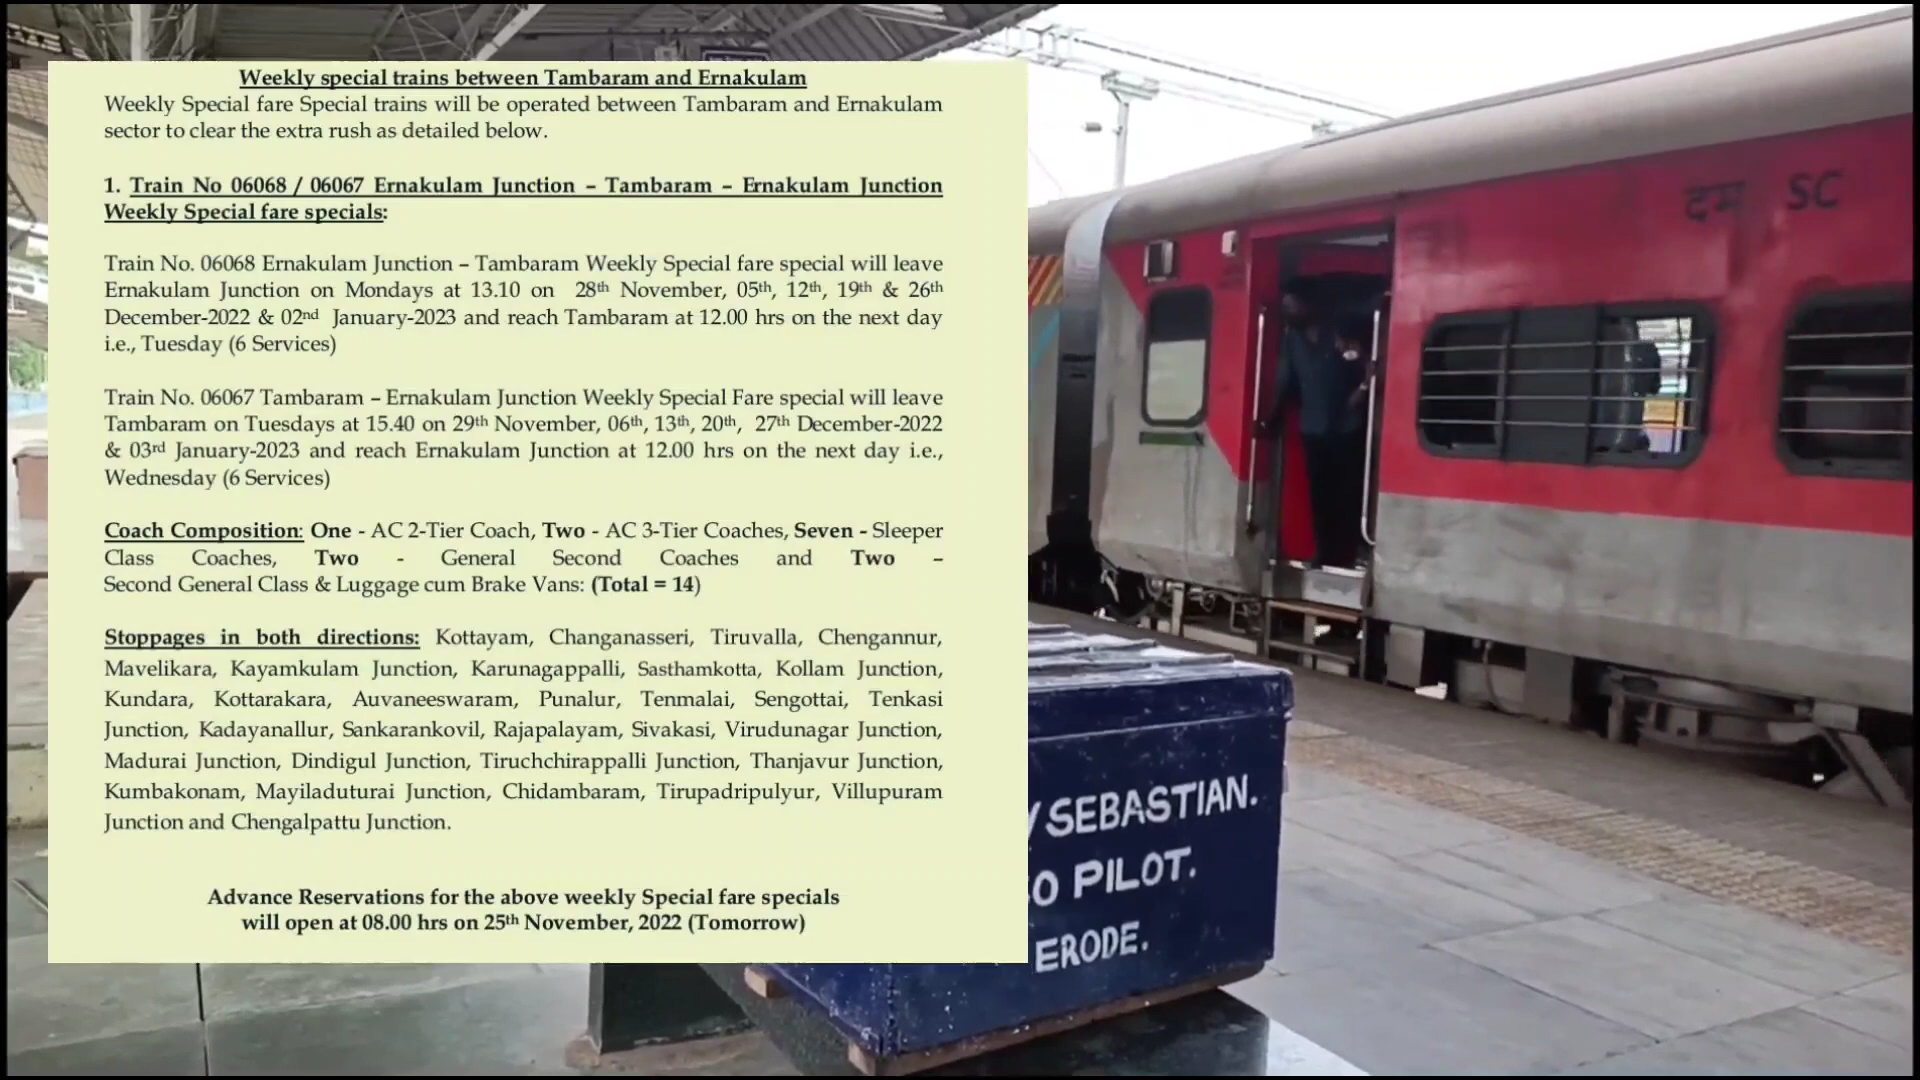 Weekly special trains between Tambaram and Ernakulam
Weekly Special fare Special trains will be operated between Tambaram and Ernakulam
sector to clear the extra rush as detailed below.
1. Train No 06068 / 06067 Ernakulam Junction – Tambaram – Ernakulam Junction
Weekly Special fare specials:
Train No. 06068 Ernakulam Junction – Tambaram Weekly Special fare special will leave
Ernakulam Junction on Mondays at 13.10 on 28th November, 05th, 12th, 19th & 26th
December-2022 & 02nd January-2023 and reach Tambaram at 12.00 hrs on the next day
i.e., Tuesday (6 Services)
Train No. 06067 Tambaram – Ernakulam Junction Weekly Special Fare special will leave
Tambaram on Tuesdays at 15.40 on 29th November, 06th, 13th, 20th, 27th December-2022
& 03rd January-2023 and reach Ernakulam Junction at 12.00 hrs on the next day i.e.,
Wednesday (6 Services)
Coach Composition: One - AC 2-Tier Coach, Two - AC 3-Tier Coaches, Seven - Sleeper
Class Coaches, Two - General Second Coaches and Two –
Second General Class & Luggage cum Brake Vans: (Total = 14)
Stoppages in both directions: Kottayam, Changanasseri, Tiruvalla, Chengannur,
Mavelikara, Kayamkulam Junction, Karunagappalli, Sasthamkotta, Kollam Junction,
Kundara, Kottarakara, Auvaneeswaram, Punalur, Tenmalai, Sengottai, Tenkasi
Junction, Kadayanallur, Sankarankovil, Rajapalayam, Sivakasi, Virudunagar Junction,
Madurai Junction, Dindigul Junction, Tiruchchirappalli Junction, Thanjavur Junction,
Kumbakonam, Mayiladuturai Junction, Chidambaram, Tirupadripulyur, Villupuram
Junction and Chengalpattu Junction.
Advance Reservations for the above weekly Special fare specials
will open at 08.00 hrs on 25th November, 2022 (Tomorrow)
दम SC
SEBASTIAN.
O PILOT.
ERODE.